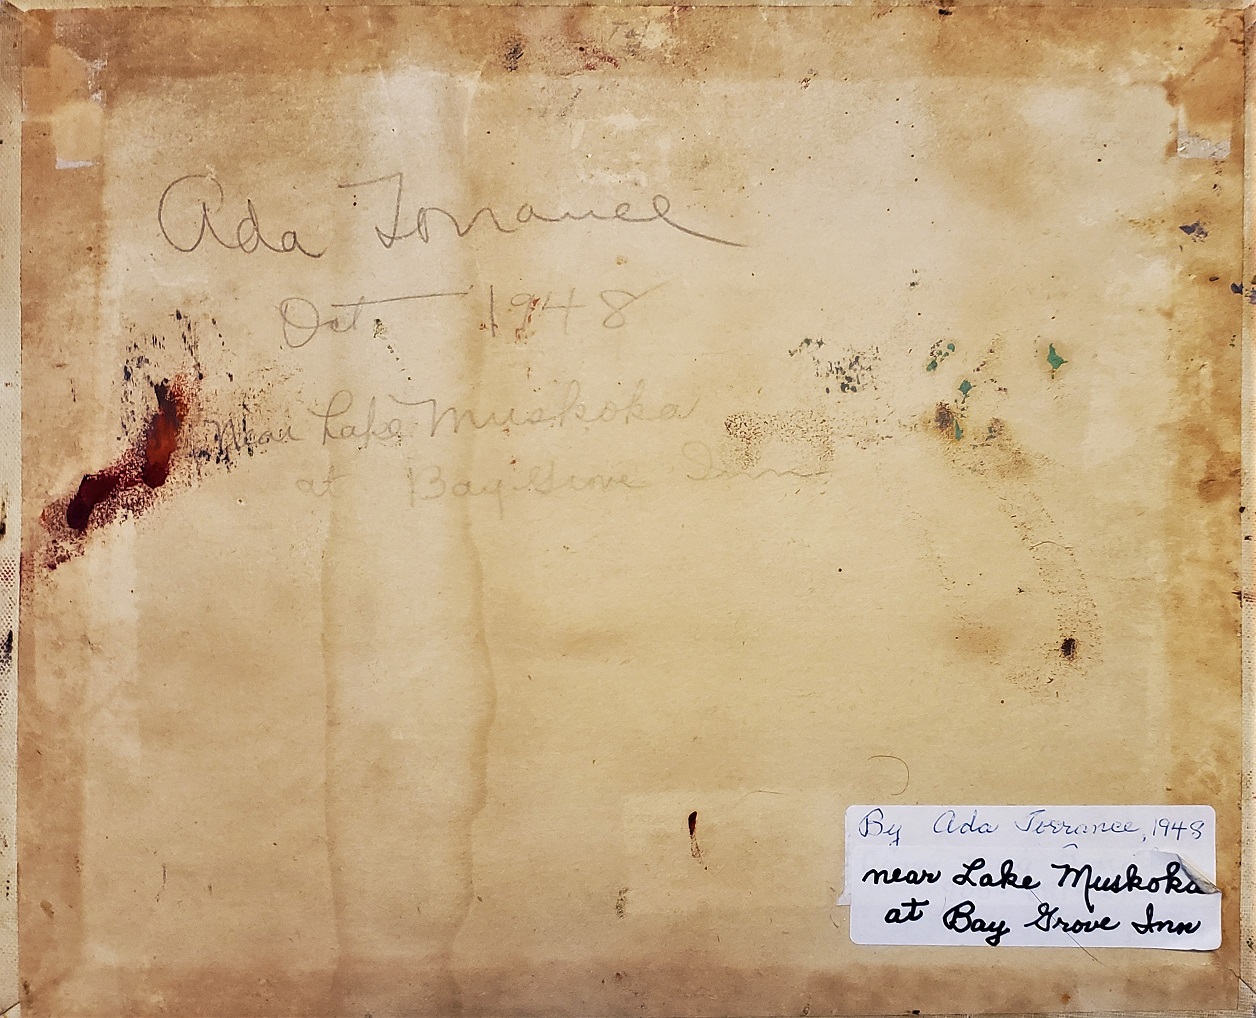 Ada Torrance
Oct 1948
Near Lake Muskoka
at Bay Grove Inn
By Ada Torrance, 1948
near Lake Muskoka
at Bay Grove Inn